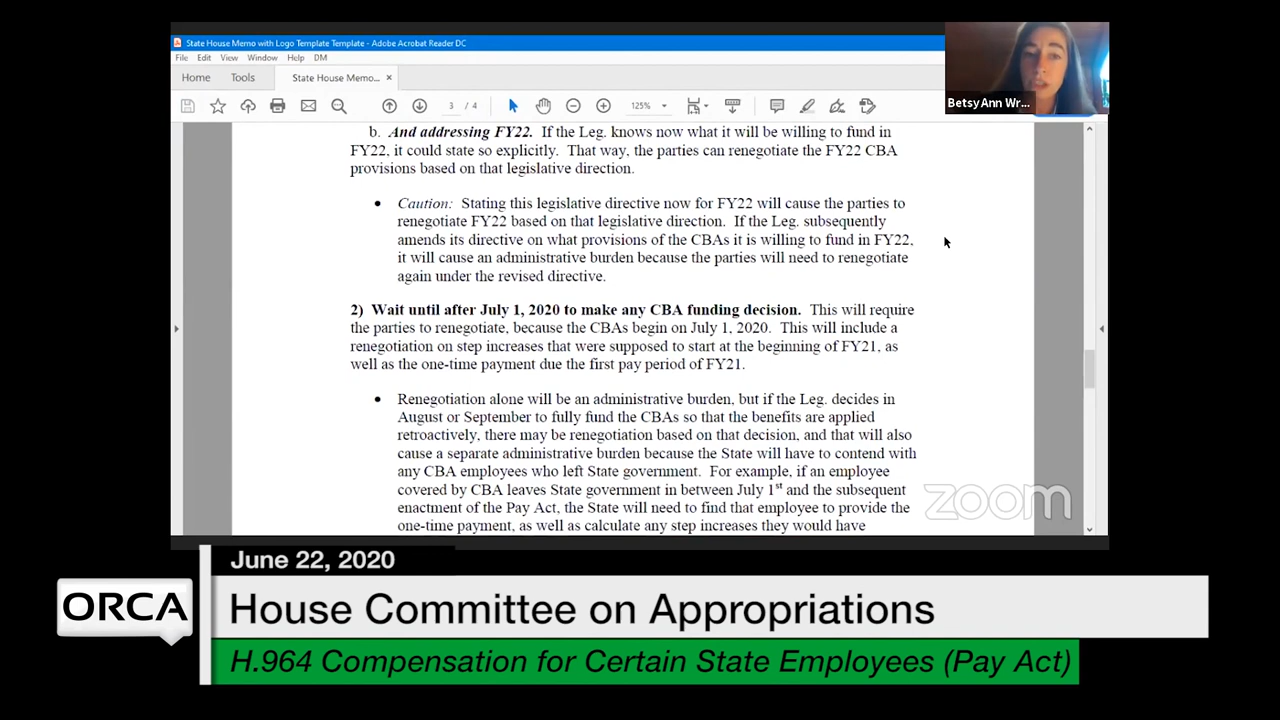 State House Memo with Logo Template Template - Adobe Acrobat Reader DC
File Edit View Window Help DM
Home Tools State House Memo... ×
3 / 4 125%
Betsy Ann Wr...
b. And addressing FY22. If the Leg. knows now what it will be willing to fund in
FY22, it could state so explicitly. That way, the parties can renegotiate the FY22 CBA
provisions based on that legislative direction.
• Caution: Stating this legislative directive now for FY22 will cause the parties to
renegotiate FY22 based on that legislative direction. If the Leg. subsequently
amends its directive on what provisions of the CBAs it is willing to fund in FY22,
it will cause an administrative burden because the parties will need to renegotiate
again under the revised directive.
2) Wait until after July 1, 2020 to make any CBA funding decision. This will require
the parties to renegotiate, because the CBAs begin on July 1, 2020. This will include a
renegotiation on step increases that were supposed to start at the beginning of FY21, as
well as the one-time payment due the first pay period of FY21.
• Renegotiation alone will be an administrative burden, but if the Leg. decides in
August or September to fully fund the CBAs so that the benefits are applied
retroactively, there may be renegotiation based on that decision, and that will also
cause a separate administrative burden because the State will have to contend with
any CBA employees who left State government. For example, if an employee
covered by CBA leaves State government in between July 1st and the subsequent
enactment of the Pay Act, the State will need to find that employee to provide the
one-time payment, as well as calculate any step increases they would have
zoom
June 22, 2020
ORCA
House Committee on Appropriations
H.964 Compensation for Certain State Employees (Pay Act)